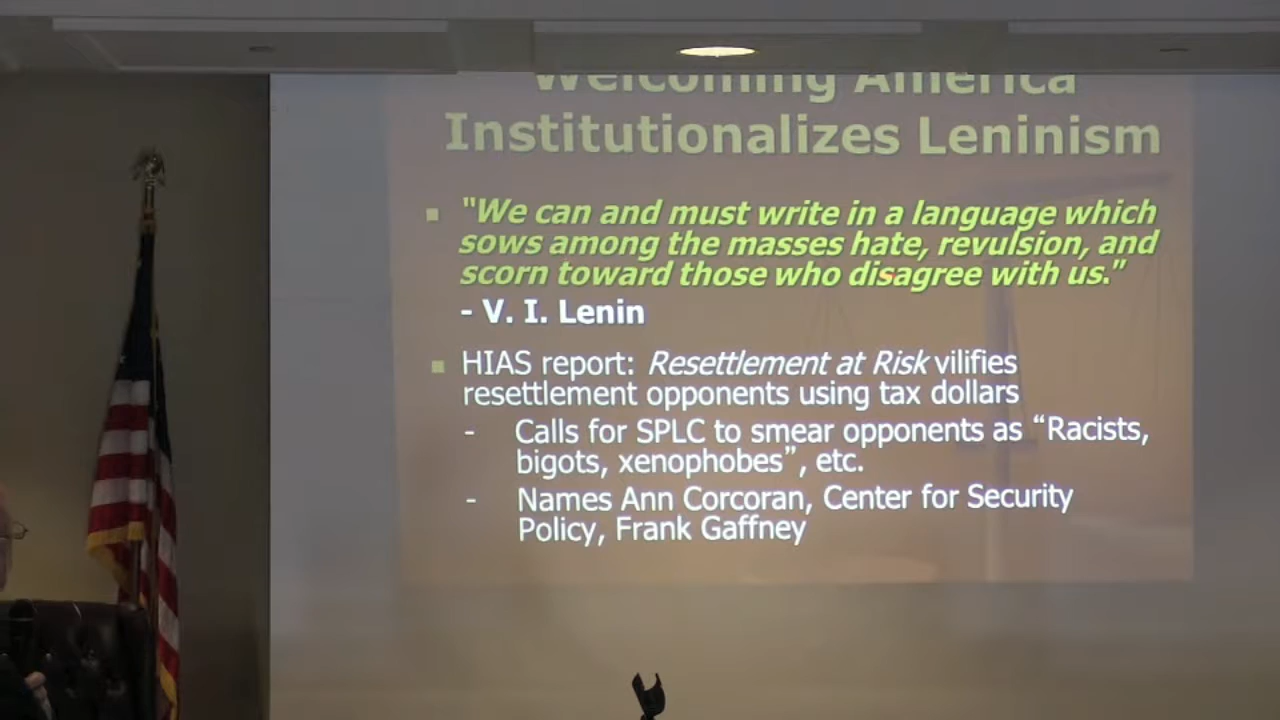 Welcoming America
Institutionalizes Leninism
"We can and must write in a language which
sows among the masses hate, revulsion, and
scorn toward those who disagree with us."
- V. I. Lenin
HIAS report: Resettlement at Risk vilifies
resettlement opponents using tax dollars
- Calls for SPLC to smear opponents as “Racists,
bigots, xenophobes”, etc.
- Names Ann Corcoran, Center for Security
Policy, Frank Gaffney